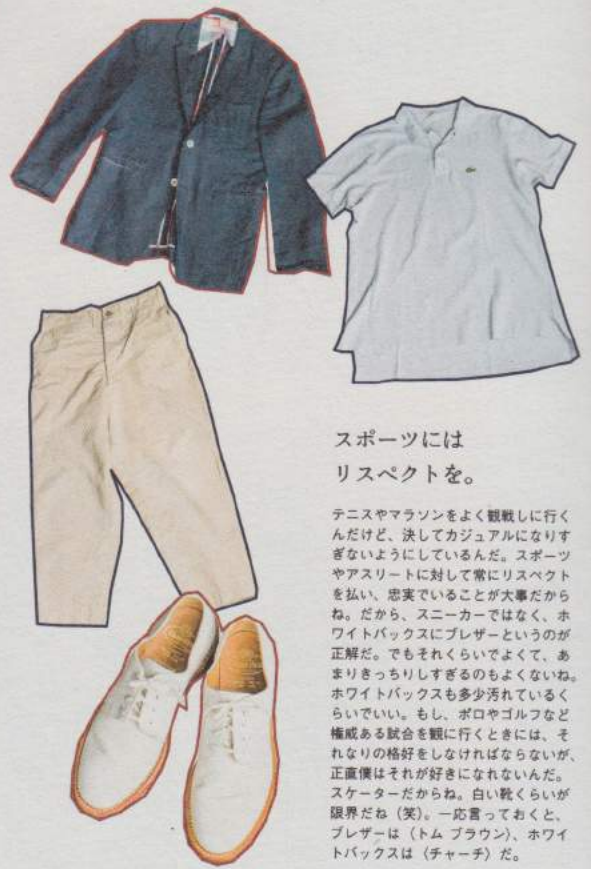 スポーツには
リスペクトを。
テニスやマラソンをよく観戦しに行く
んだけど、決してカジュアルになりす
ぎないようにしているんだ。スポーツ
やアスリートに対して常にリスペクト
を払い、忠実でいることが大事だから
ね。だから、スニーカーではなく、ホ
ワイトバックスにブレザーというのが
正解だ。でもそれくらいでよくて、あ
まりきっちりしすぎるのもよくないね。
ホワイトバックスも多少汚れているく
らいでいい。もし、ポロやゴルフなど
権威ある試合を観に行くときには、そ
れなりの格好をしなければならないが、
正直僕はそれが好きになれないんだ。
スケーターだからね。白い靴くらいが
限界だね（笑）。一応言っておくと、
ブレザーは〈トム ブラウン〉、ホワイ
トバックスは〈チャーチ〉だ。